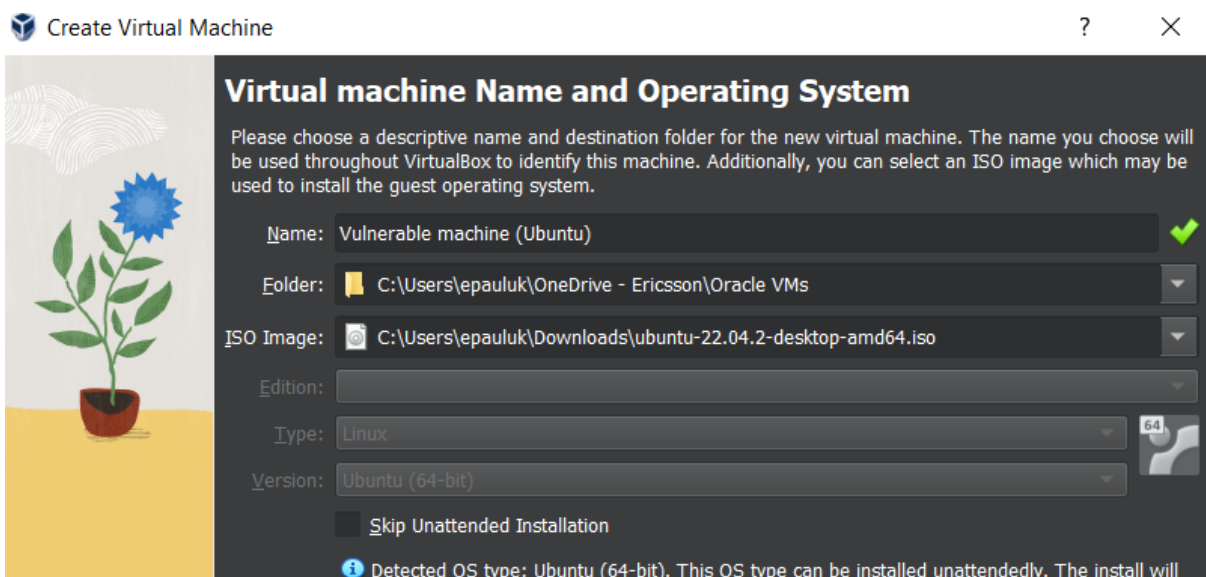 Create Virtual Machine
?
Virtual machine Name and Operating System
Please choose a descriptive name and destination folder for the new virtual machine. The name you choose will
be used throughout VirtualBox to identify this machine. Additionally, you can select an ISO image which may be
used to install the guest operating system.
Name: Vulnerable machine (Ubuntu)
Folder: C:\Users\epauluk\OneDrive - Ericsson\Oracle VMs
ISO Image: C:\Users\epauluk\Downloads\ubuntu-22.04.2-desktop-amd64.iso
Edition:
Type: Linux
64
Version: Ubuntu (64-bit)
Skip Unattended Installation
Detected OS type: Ubuntu (64-bit). This OS type can be installed unattendedly. The install will